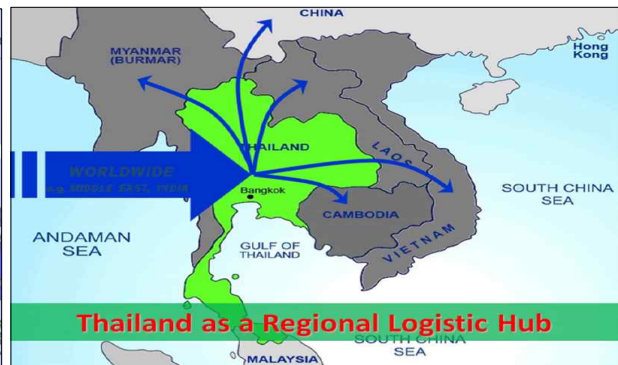 CHINA
MYANMAR
(BURMAR)
Hong
Kong
THAILAND
LAOS
WORLDWIDE
e.g. MIDDLE EAST, INDIA
Bangkok
SOUTH CHINA
SEA
CAMBODIA
VIETNAM
ANDAMAN
SEA
GULF OF
THAILAND
Thailand as a Regional Logistic Hub
SOUTH CHINA
SEA
MALAYSIA